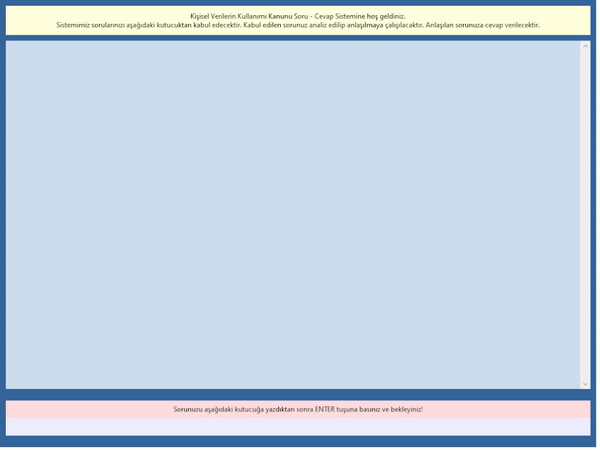 Kişisel Verilerin Kullanımı Kanunu Soru - Cevap Sistemine hoş geldiniz.
Sistemimiz sorularınızı aşağıdaki kutucuktan kabul edecektir. Kabul edilen sorunuz analiz edilip anlaşılmaya çalışılacaktır. Anlaşılan sorunuza cevap verilecektir.
Sorunuzu aşağıdaki kutucuğa yazdıktan sonra ENTER tuşuna basınız ve bekleyiniz!